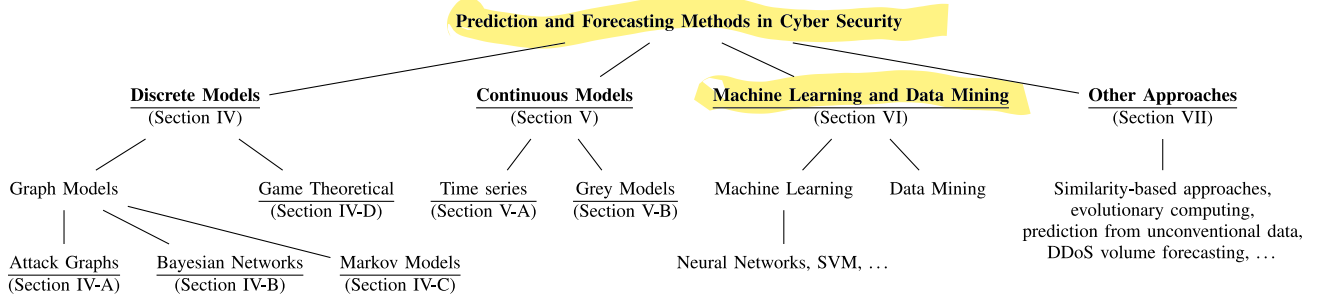 Prediction and Forecasting Methods in Cyber Security
Discrete Models
(Section IV)
Continuous Models
(Section V)
Machine Learning and Data Mining
(Section VI)
Other Approaches
(Section VII)
Graph Models
Game Theoretical
(Section IV-D)
Time series
(Section V-A)
Grey Models
(Section V-B)
Machine Learning
Data Mining
Similarity-based approaches,
evolutionary computing,
prediction from unconventional data,
DDoS volume forecasting, …
Attack Graphs
(Section IV-A)
Bayesian Networks
(Section IV-B)
Markov Models
(Section IV-C)
Neural Networks, SVM, …